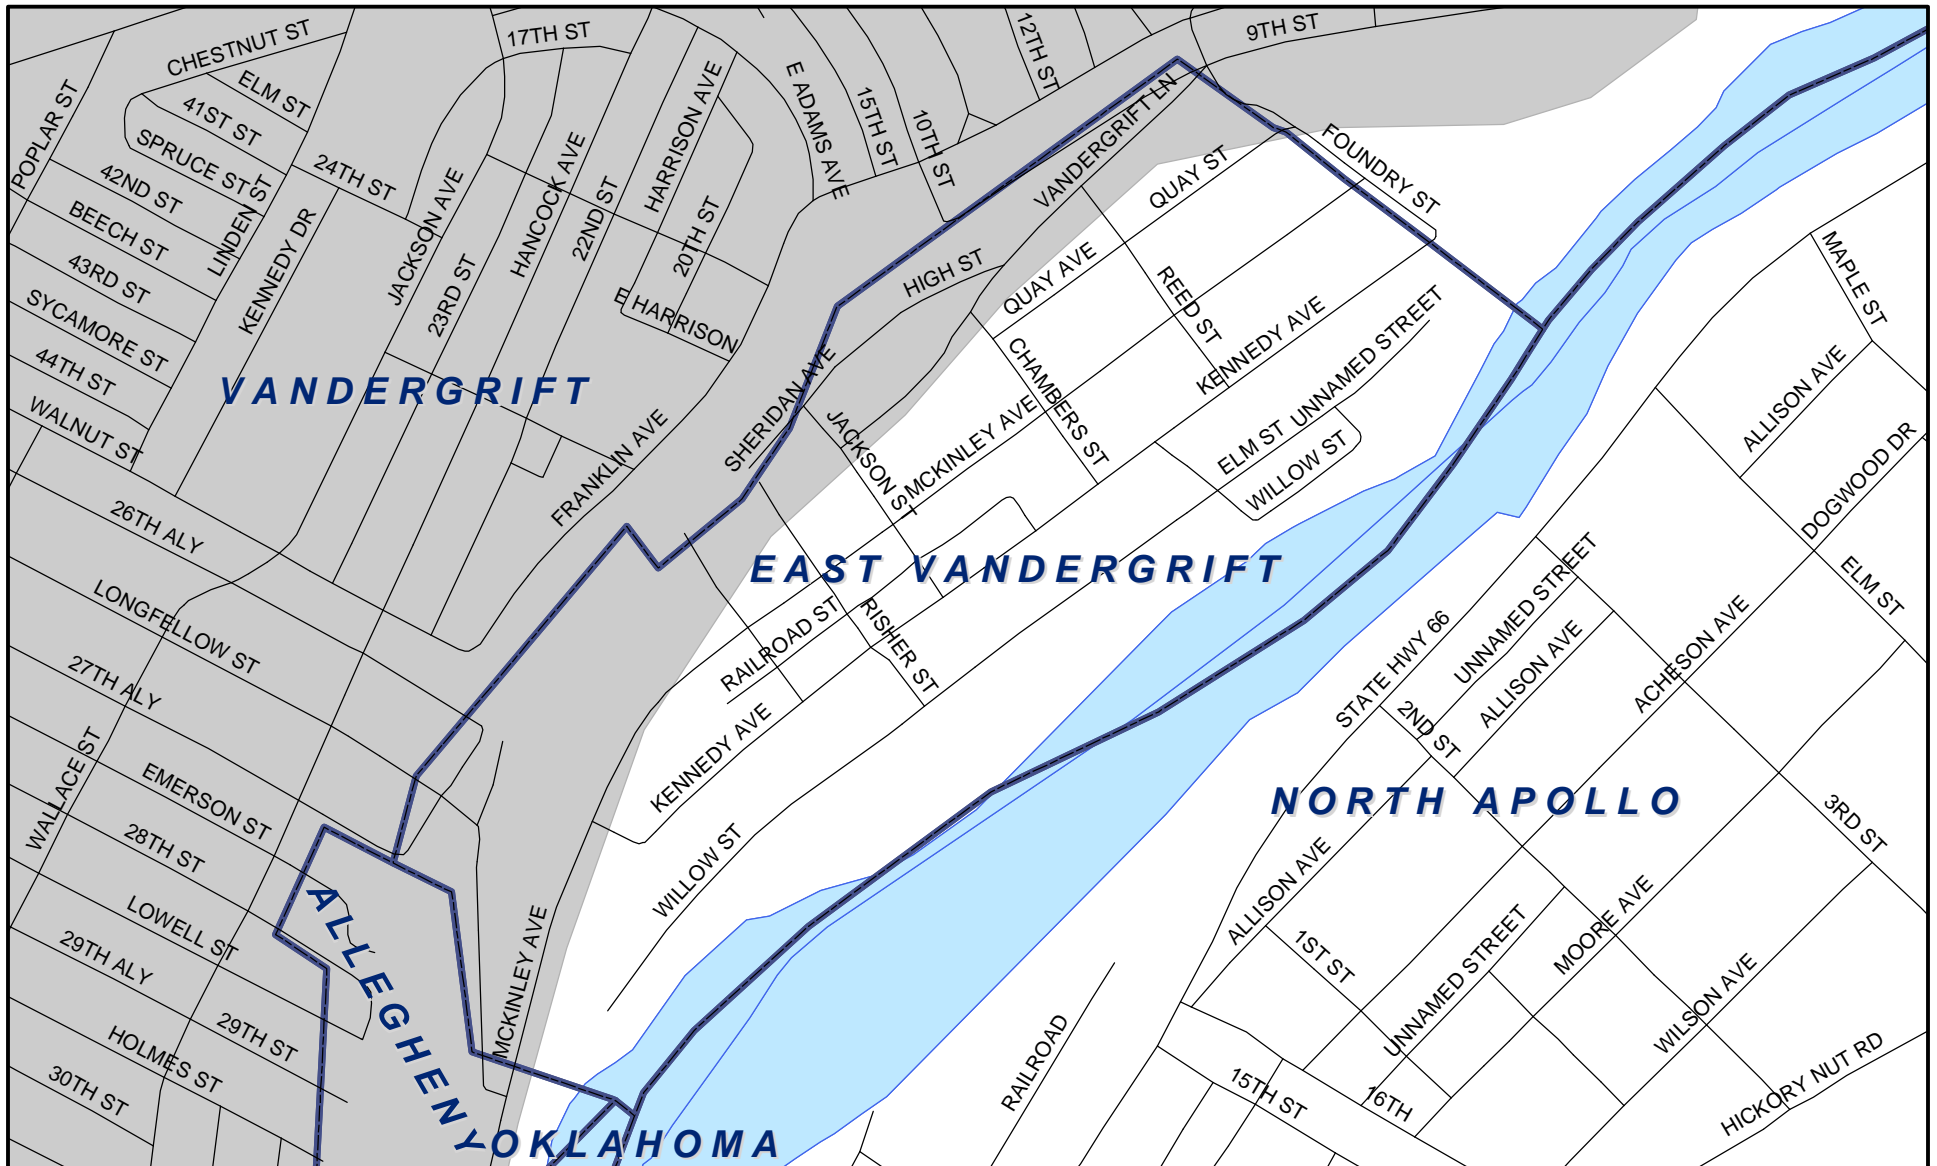 CHESTNUT ST
17TH ST
12TH ST
9TH ST
POPLAR ST
ELM ST
41ST ST
SPRUCE ST
42ND ST
BEECH ST
43RD ST
SYCAMORE ST
44TH ST
WALNUT ST
LINDEN ST
24TH ST
KENNEDY DR
JACKSON AVE
23RD ST
HANCOCK AVE
22ND ST
HARRISON AVE
20TH ST
E HARRISON
E ADAMS AVE
15TH ST
10TH ST
VANDERGRIFT LN
QUAY ST
FOUNDRY ST
HIGH ST
QUAY AVE
REED ST
KENNEDY AVE
UNNAMED STREET
MAPLE ST
ALLISON AVE
DOGWOOD DR
VANDERGRIFT
SHERIDAN AVE
CHAMBERS ST
JACKSON ST
MCKINLEY AVE
ELM ST
WILLOW ST
FRANKLIN AVE
26TH ALY
EAST VANDERGRIFT
LONGFELLOW ST
RAILROAD ST
RISHER ST
UNNAMED STREET
ELM ST
STATE HWY 66
ALLISON AVE
ACHESON AVE
27TH ALY
2ND ST
KENNEDY AVE
WALLACE ST
EMERSON ST
NORTH APOLLO
3RD ST
28TH ST
WILLOW ST
ALLISON AVE
ALLEGHENY
LOWELL ST
29TH ALY
MCKINLEY AVE
1ST ST
UNNAMED STREET
MOORE AVE
WILSON AVE
29TH ST
HOLMES ST
RAILROAD
HICKORY NUT RD
30TH ST
15TH ST
16TH
OKLAHOMA